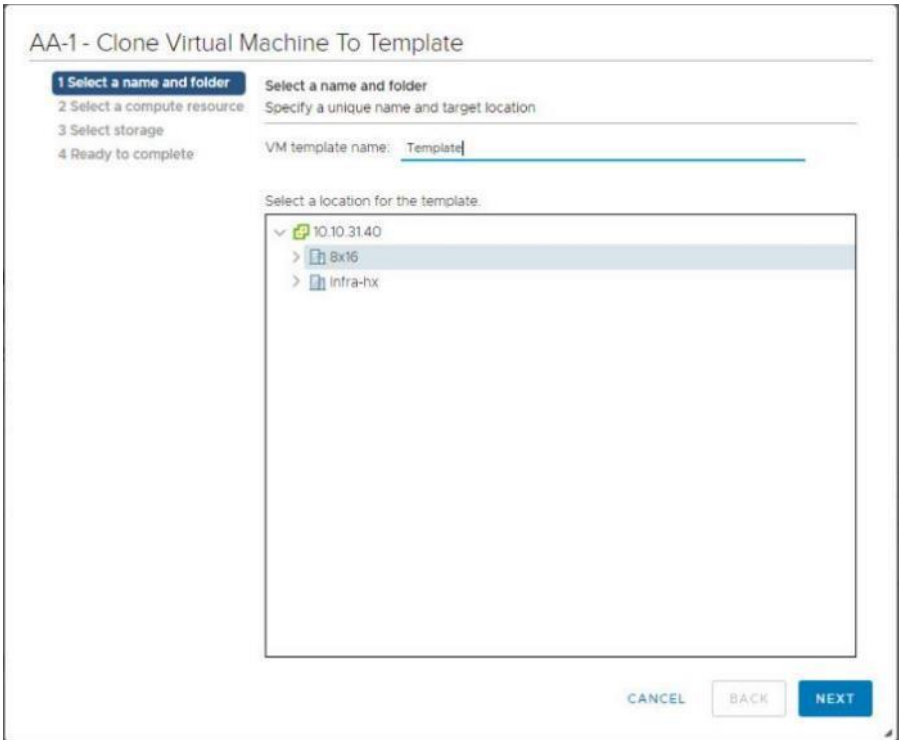 AA-1 - Clone Virtual Machine To Template
1 Select a name and folder
2 Select a compute resource
3 Select storage
4 Ready to complete
Select a name and folder
Specify a unique name and target location
VM template name: Template
Select a location for the template.
10.10.31.40
8x16
Infra-hx
CANCEL
BACK
NEXT